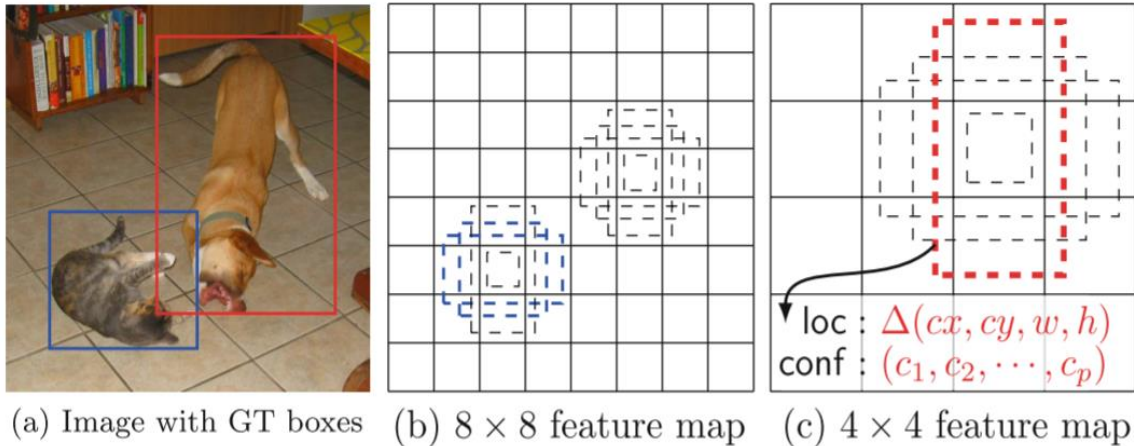 loc : Δ(cx, cy, w, h)
conf : (c₁, c₂, ⋯, cₚ)
(a) Image with GT boxes (b) 8 × 8 feature map (c) 4 × 4 feature map